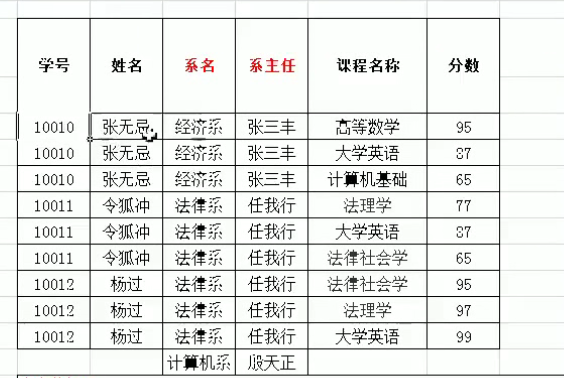 学号 姓名 系名 系主任 课程名称 分数
10010 张无忌 经济系 张三丰 高等数学 95
10010 张无忌 经济系 张三丰 大学英语 87
10010 张无忌 经济系 张三丰 计算机基础 65
10011 令狐冲 法律系 任我行 法理学 77
10011 令狐冲 法律系 任我行 大学英语 87
10011 令狐冲 法律系 任我行 法律社会学 65
10012 杨过 法律系 任我行 法律社会学 95
10012 杨过 法律系 任我行 法理学 97
10012 杨过 法律系 任我行 大学英语 99
计算机系 殷天正